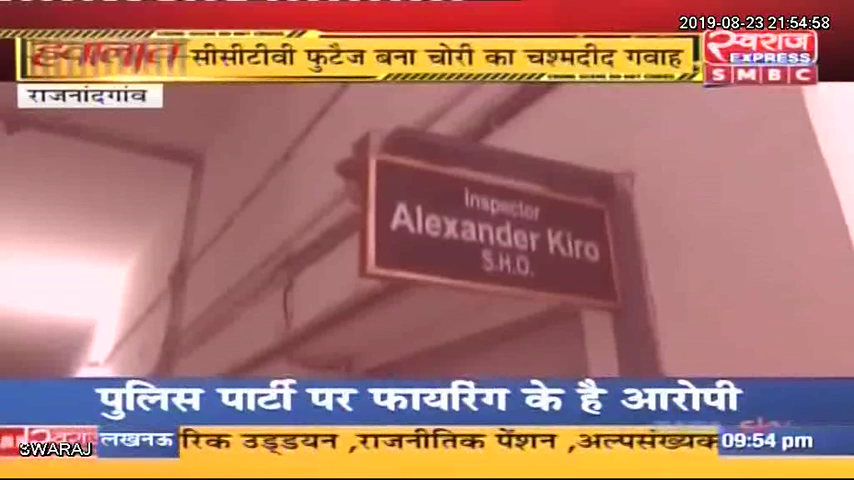 2019-08-23 21:54:58
हवालात
सीसीटीवी फुटैज बना चोरी का चश्मदीद गवाह
स्वराज
EXPRESS
SMBC
राजनांदगांव
Inspector
Alexander Kiro
S.H.O.
पुलिस पार्टी पर फायरिंग के है आरोपी
SWARAJ
लखनऊ
रिक उड्डयन ,राजनीतिक पेंशन ,अल्पसंख्यक
09:54 pm